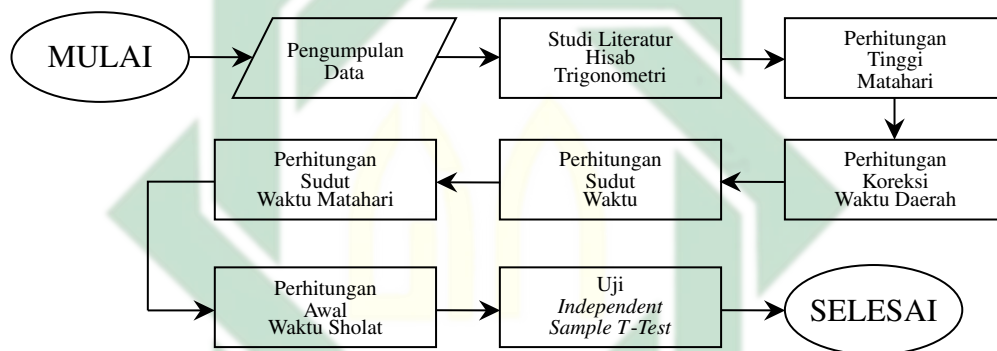 MULAI
Pengumpulan
Data
Studi Literatur
Hisab
Trigonometri
Perhitungan
Tinggi
Matahari
Perhitungan
Koreksi
Waktu Daerah
Perhitungan
Sudut
Waktu
Perhitungan
Sudut
Waktu Matahari
Perhitungan
Awal
Waktu Sholat
Uji
Independent
Sample T-Test
SELESAI